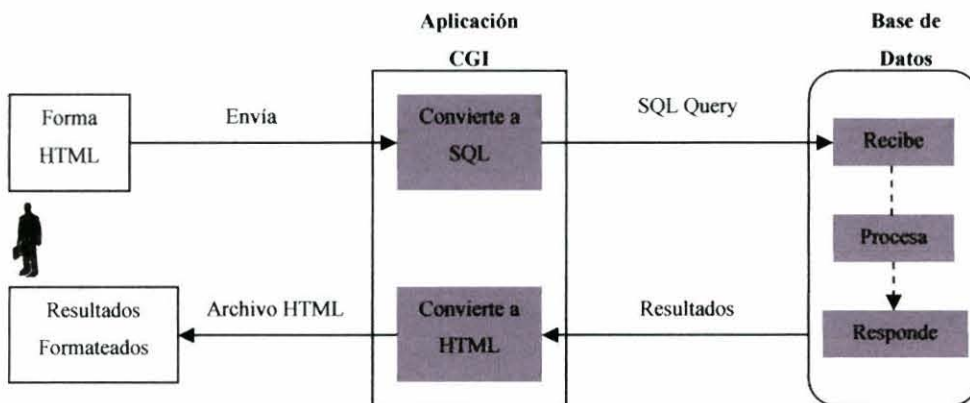 Aplicación
CGI
Base de
Datos
Forma
HTML
Envía
Convierte a
SQL
SQL Query
Recibe
Procesa
Responde
Resultados
Convierte a
HTML
Archivo HTML
Resultados
Formateados